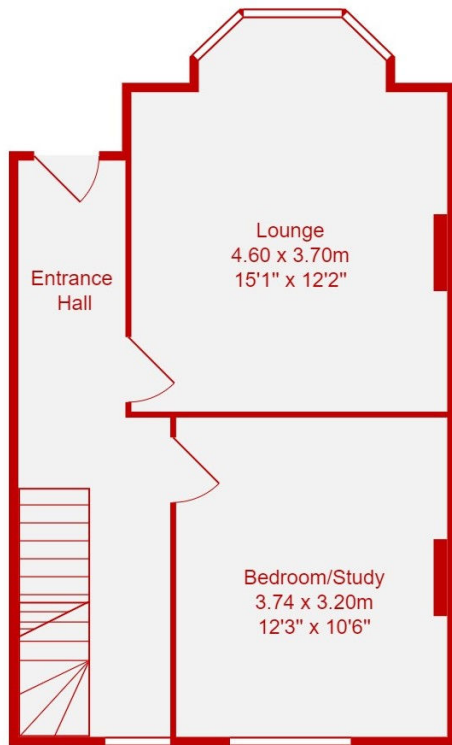 Lounge
4.60 x 3.70m
15'1" x 12'2"
Entrance
Hall
Bedroom/Study
3.74 x 3.20m
12'3" x 10'6"